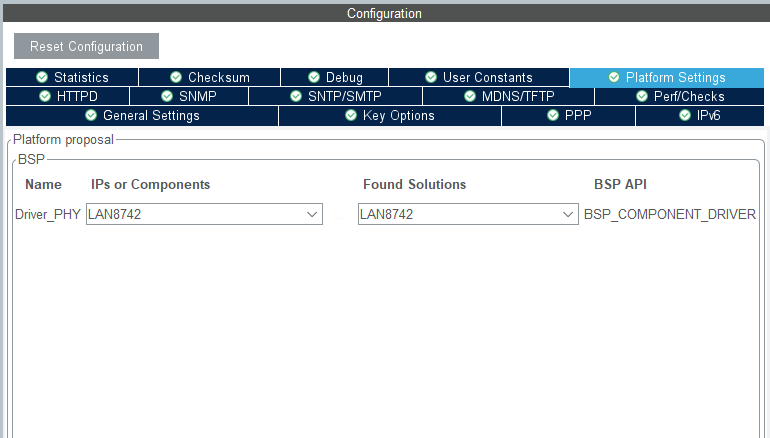 Configuration
Reset Configuration
Statistics Checksum Debug User Constants Platform Settings
HTTPD SNMP SNTP/SMTP MDNS/TFTP Perf/Checks
General Settings Key Options PPP IPv6
Platform proposal
BSP
Name IPs or Components Found Solutions BSP API
Driver_PHY LAN8742 LAN8742 BSP_COMPONENT_DRIVER